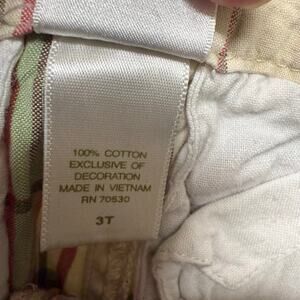 100% COTTON
EXCLUSIVE OF
DECORATION
MADE IN VIETNAM
RN 70530
3T